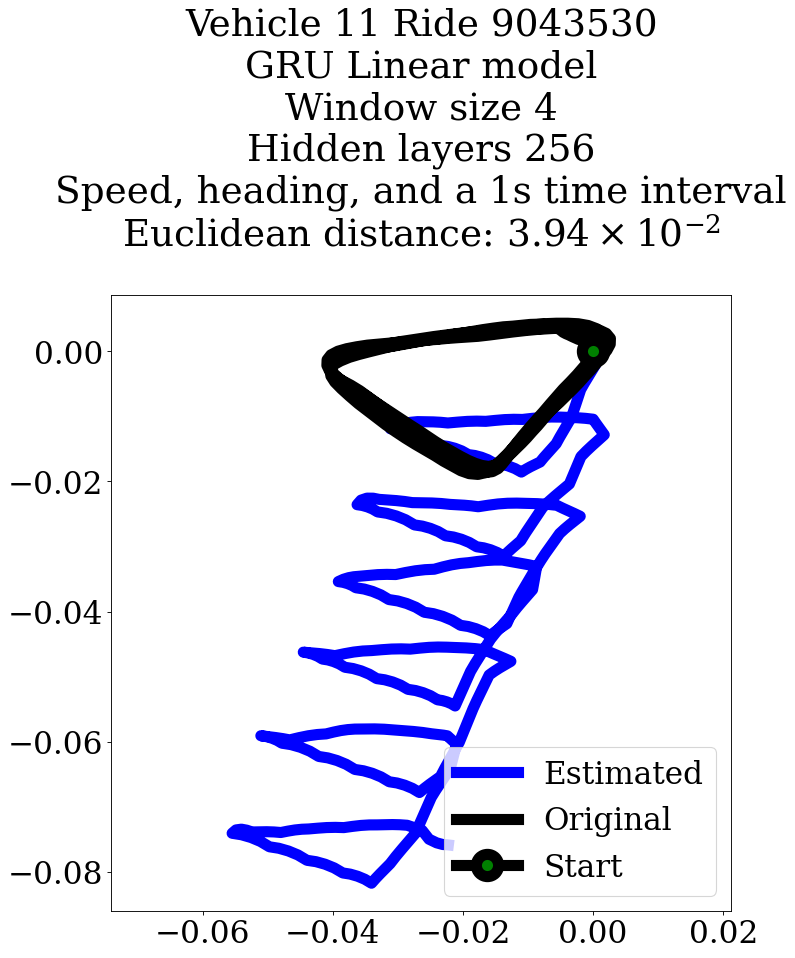 Vehicle 11 Ride 9043530
GRU Linear model
Window size 4
Hidden layers 256
Speed, heading, and a 1s time interval
Euclidean distance: 3.94 × 10⁻²
0.00
−0.02
−0.04
−0.06
−0.08
Estimated
Original
Start
−0.06
−0.04
−0.02
0.00
0.02